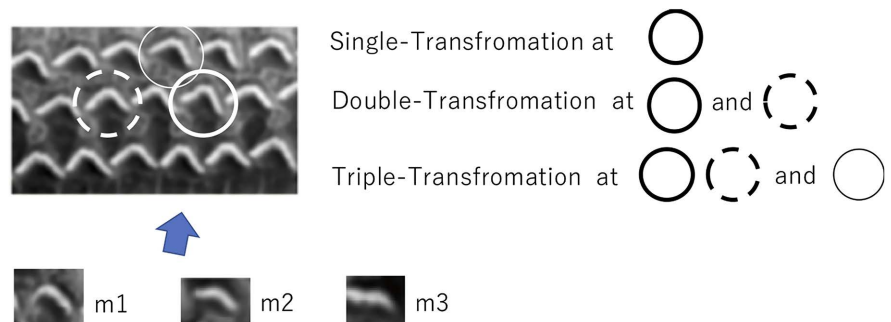 Single-Transfromation at
Double-Transfromation at and
Triple-Transfromation at and
m1 m2 m3